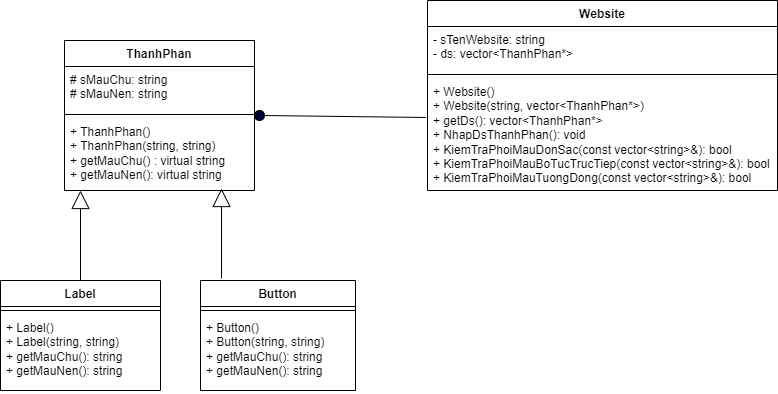 Website
- sTenWebsite: string
- ds: vector<ThanhPhan*>
+ Website()
+ Website(string, vector<ThanhPhan*>)
+ getDs(): vector<ThanhPhan*>
+ NhapDsThanhPhan(): void
+ KiemTraPhoiMauDonSac(const vector<string>&): bool
+ KiemTraPhoiMauBoTucTrucTiep(const vector<string>&): bool
+ KiemTraPhoiMauTuongDong(const vector<string>&): bool
ThanhPhan
# sMauChu: string
# sMauNen: string
+ ThanhPhan()
+ ThanhPhan(string, string)
+ getMauChu() : virtual string
+ getMauNen(): virtual string
Label
+ Label()
+ Label(string, string)
+ getMauChu(): string
+ getMauNen(): string
Button
+ Button()
+ Button(string, string)
+ getMauChu(): string
+ getMauNen(): string